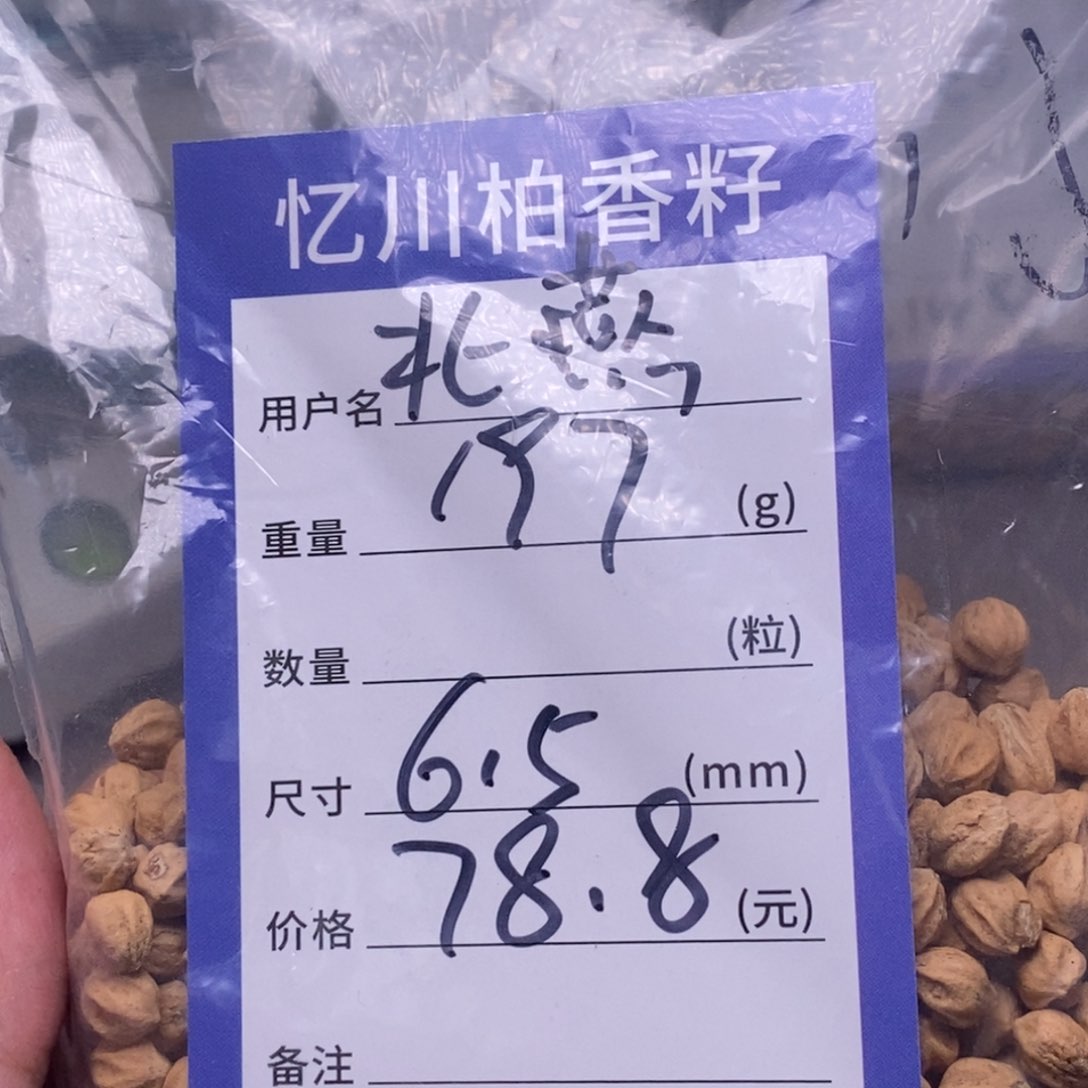 忆川柏香籽
用户名 北燕
重量 197 (g)
数量 (粒)
尺寸 6.5 (mm)
价格 78.8 (元)
备注